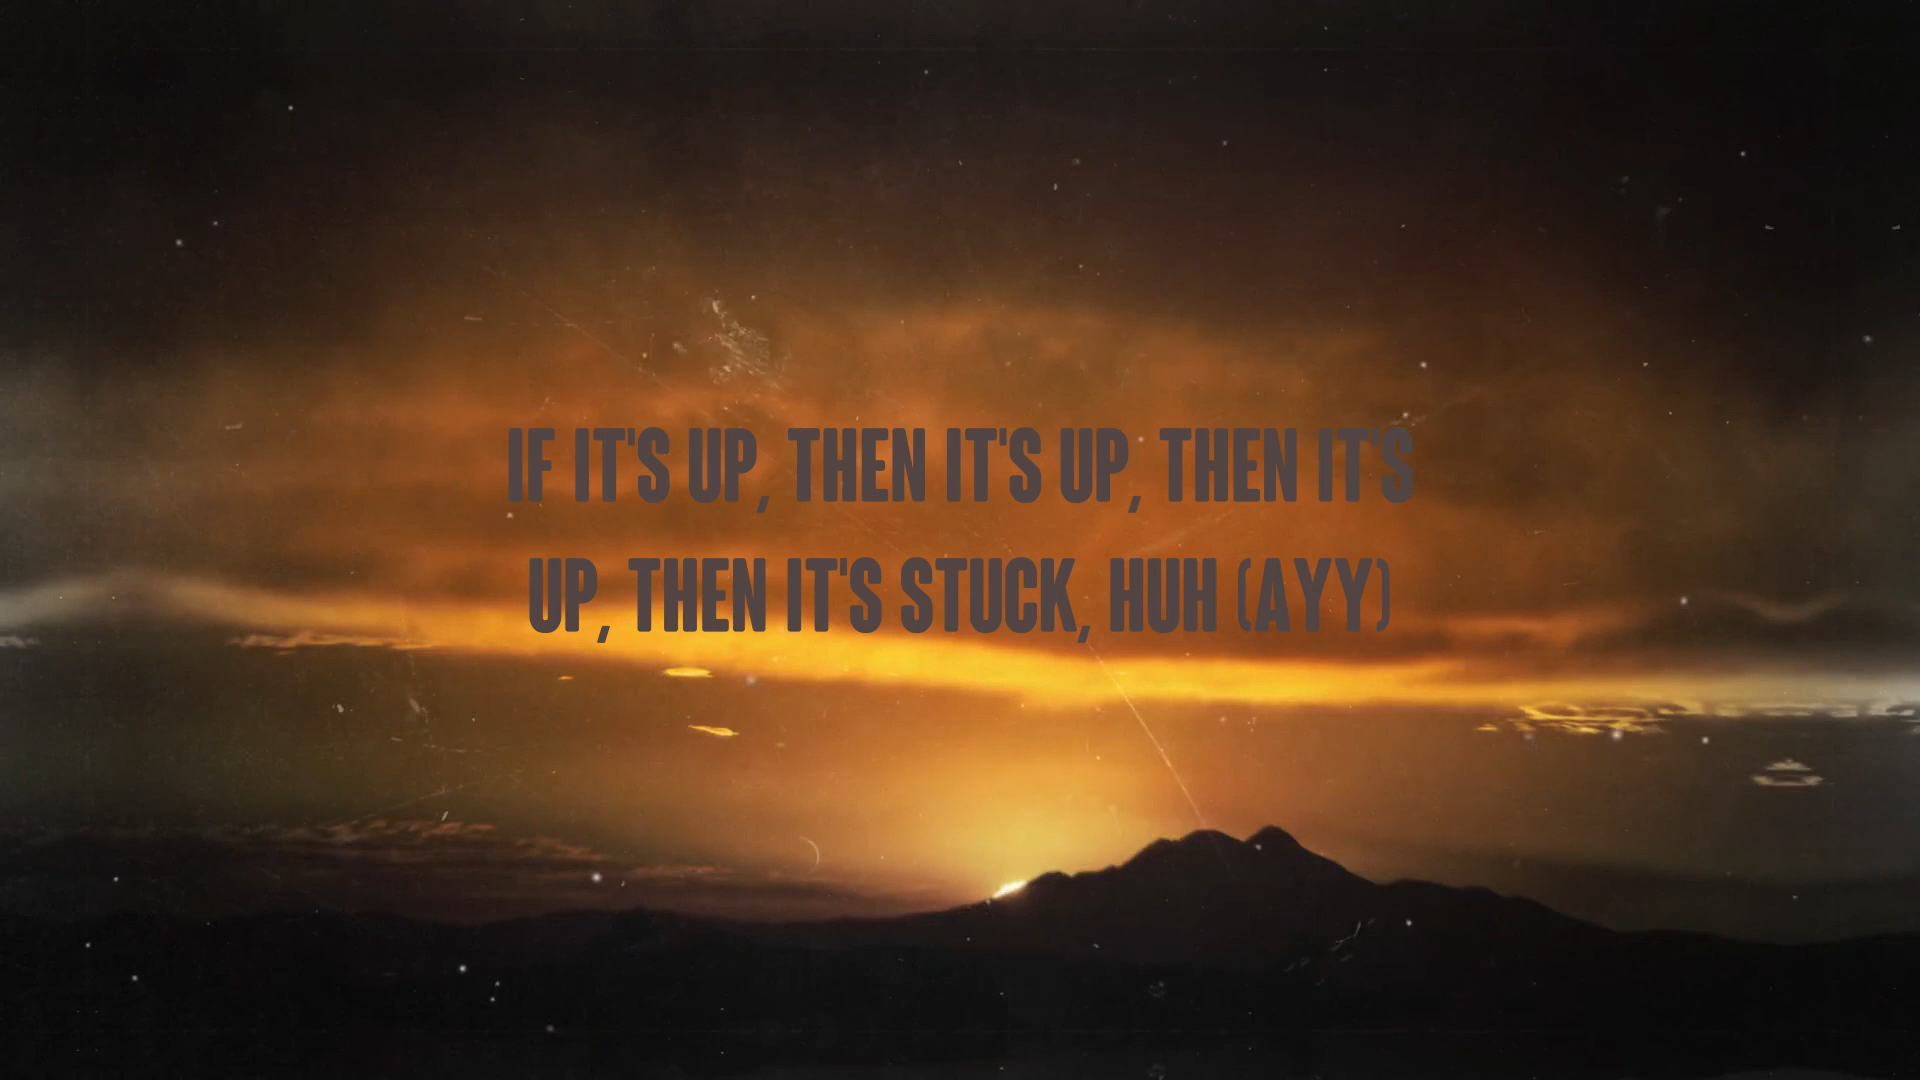 IF IT'S UP, THEN IT'S UP, THEN IT'S
UP, THEN IT'S STUCK, HUH (AYY)